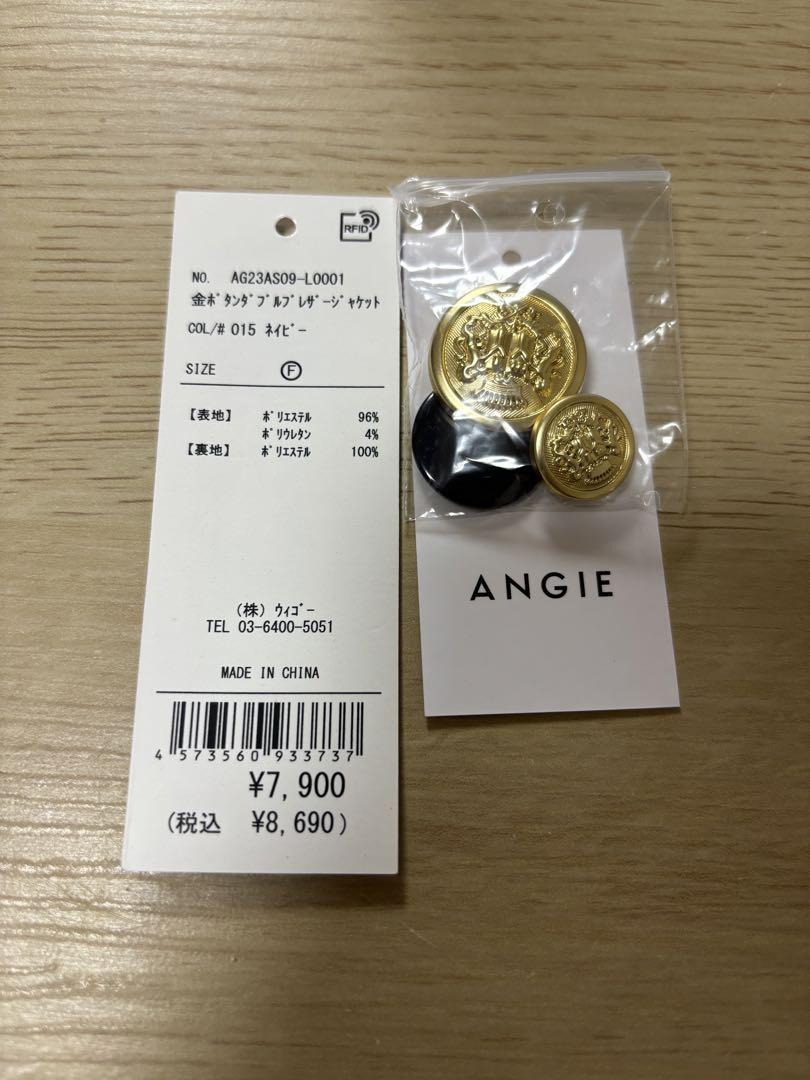 RFID
NO. AG23AS09-L0001
金ﾎﾞﾀﾝﾀﾞﾌﾞﾙﾌﾞﾚｻﾞｰｼﾞｬｹｯﾄ
COL/# 015 ﾈｲﾋﾞｰ
SIZE Ⓕ
【表地】 ﾎﾟﾘｴｽﾃﾙ 96%
ﾎﾟﾘｳﾚﾀﾝ 4%
【裏地】 ﾎﾟﾘｴｽﾃﾙ 100%
(株) ｳｨｺﾞｰ
TEL 03-6400-5051
MADE IN CHINA
4 573560 933737
¥7,900
(税込 ¥8,690)
ANGIE